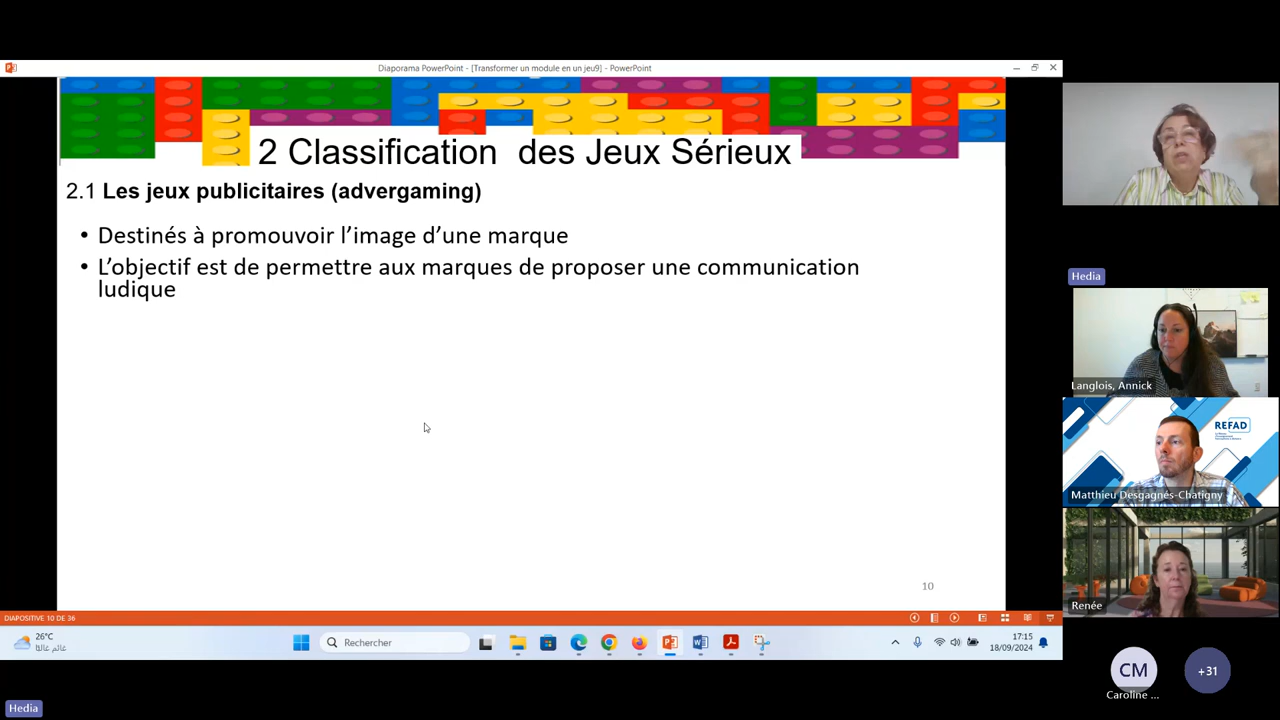 Diaporama PowerPoint - [Transformer un module en un jeu9] - PowerPoint
2 Classification des Jeux Sérieux
2.1 Les jeux publicitaires (advergaming)
• Destinés à promouvoir l’image d’une marque
• L’objectif est de permettre aux marques de proposer une communication
ludique
10
DIAPOSITIVE 10 DE 36
26°C
غائم غالبًا
Rechercher
17:15
18/09/2024
Hedia
Langlois, Annick
REFAD
Matthieu Desgagnés-Chatigny
Renée
CM
Caroline ...
+31
Hedia